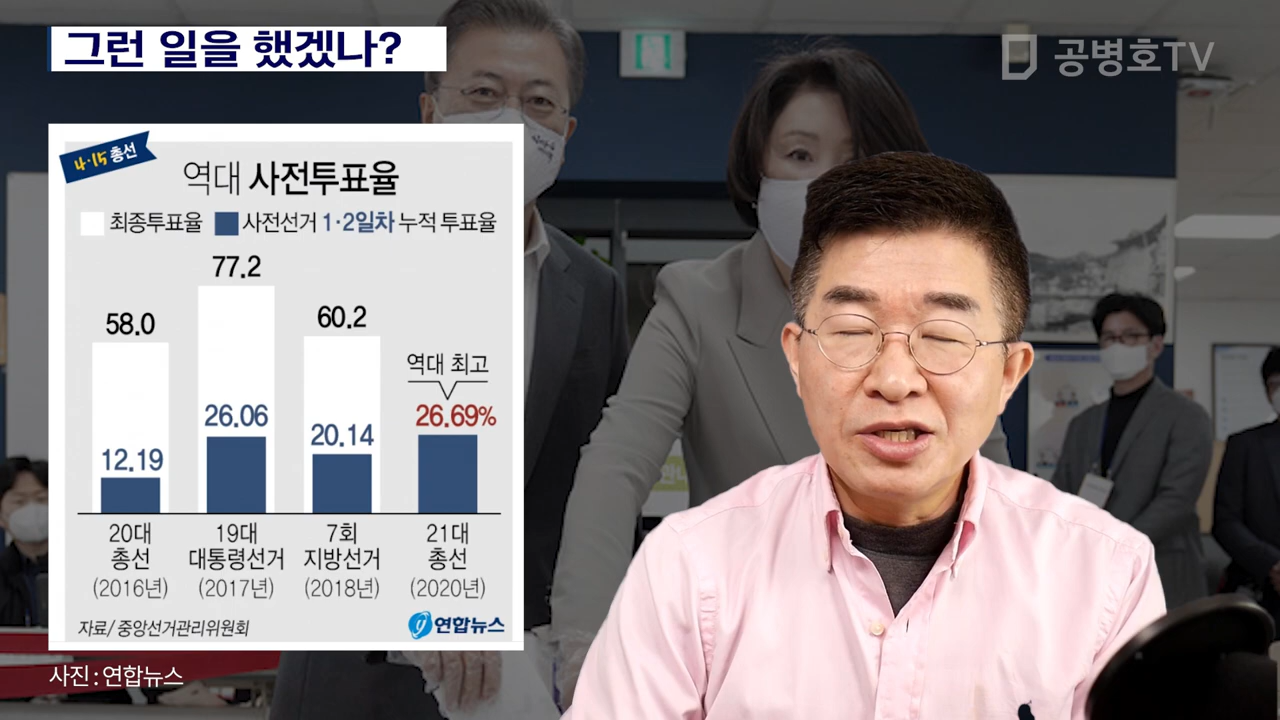 그런 일을 했겠나?
공병호TV
4·15 총선
역대 사전투표율
최종투표율 사전선거 1·2일차 누적 투표율
58.0
77.2
60.2
역대 최고
12.19
26.06
20.14
26.69%
20대 총선 (2016년)
19대 대통령선거 (2017년)
7회 지방선거 (2018년)
21대 총선 (2020년)
자료/ 중앙선거관리위원회
연합뉴스
사진 : 연합뉴스